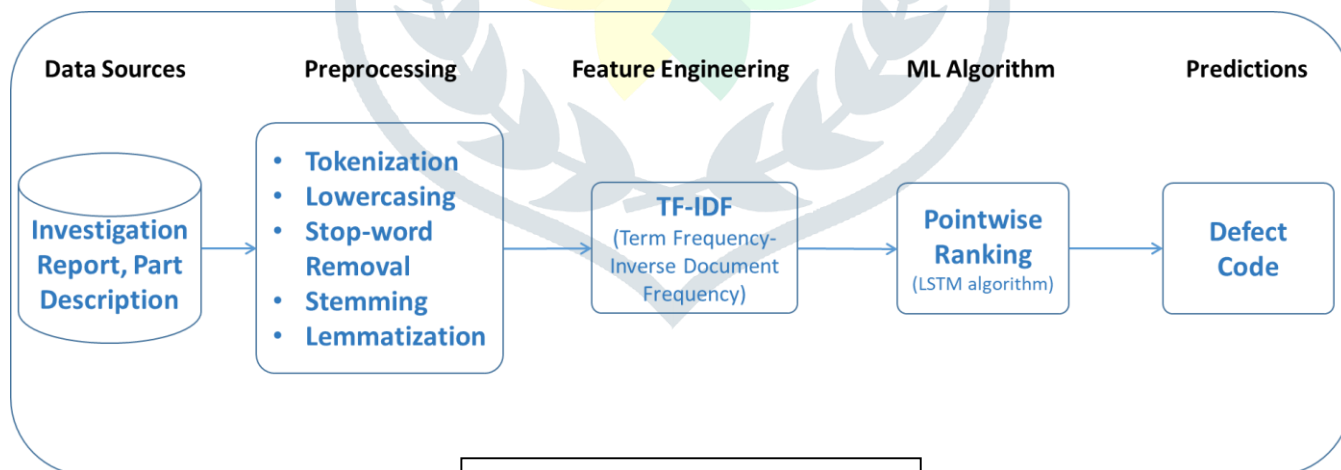 Data Sources
Preprocessing
Feature Engineering
ML Algorithm
Predictions
Investigation
Report, Part
Description
• Tokenization
• Lowercasing
• Stop-word
Removal
• Stemming
• Lemmatization
TF-IDF
(Term Frequency-
Inverse Document
Frequency)
Pointwise
Ranking
(LSTM algorithm)
Defect
Code